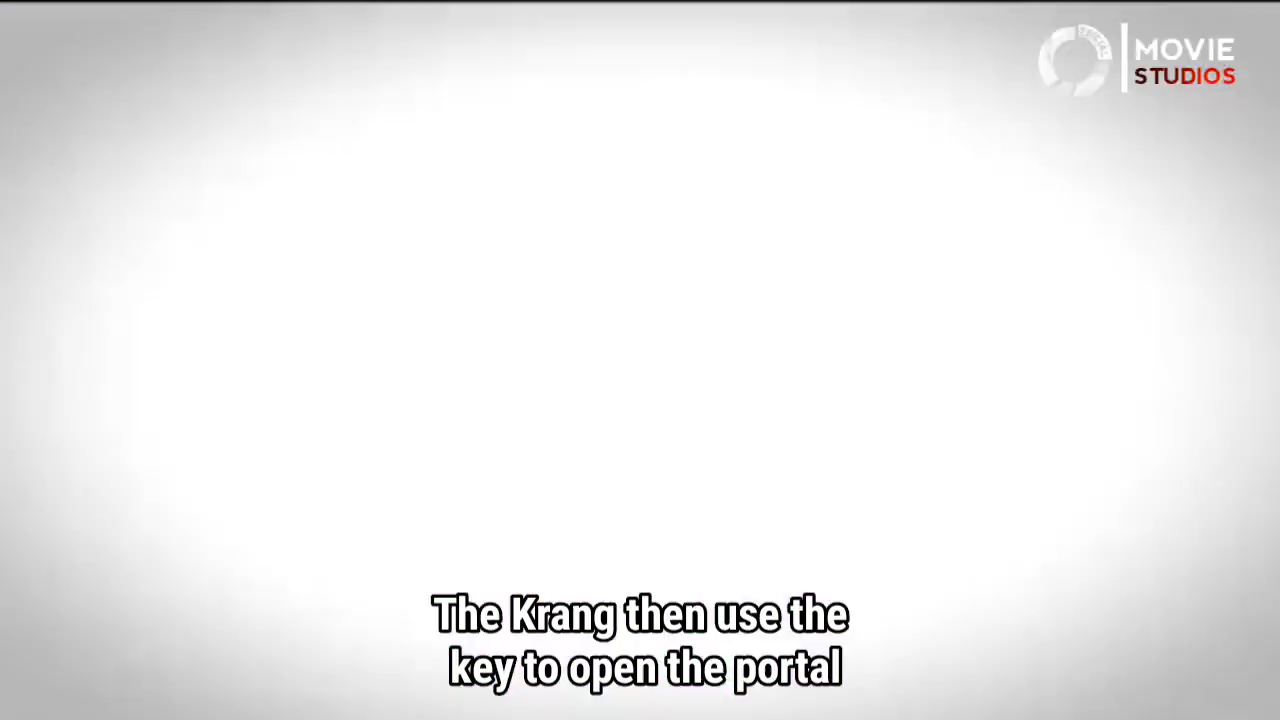 MOVIE
STUDIOS
The Krang then use the
key to open the portal